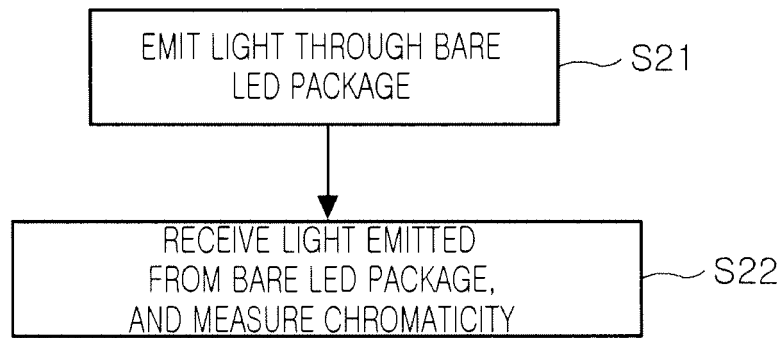 EMIT LIGHT THROUGH BARE
LED PACKAGE
S21
RECEIVE LIGHT EMITTED
FROM BARE LED PACKAGE,
AND MEASURE CHROMATICITY
S22